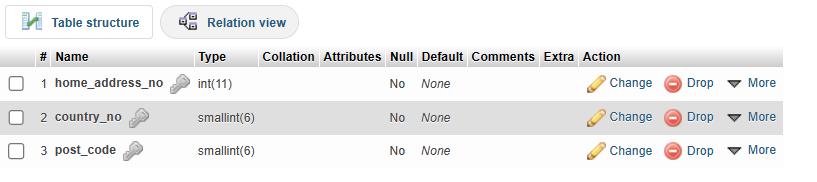 Table structure Relation view
# Name Type Collation Attributes Null Default Comments Extra Action
1 home_address_no int(11) No None Change Drop More
2 country_no smallint(6) No None Change Drop More
3 post_code smallint(6) No None Change Drop More